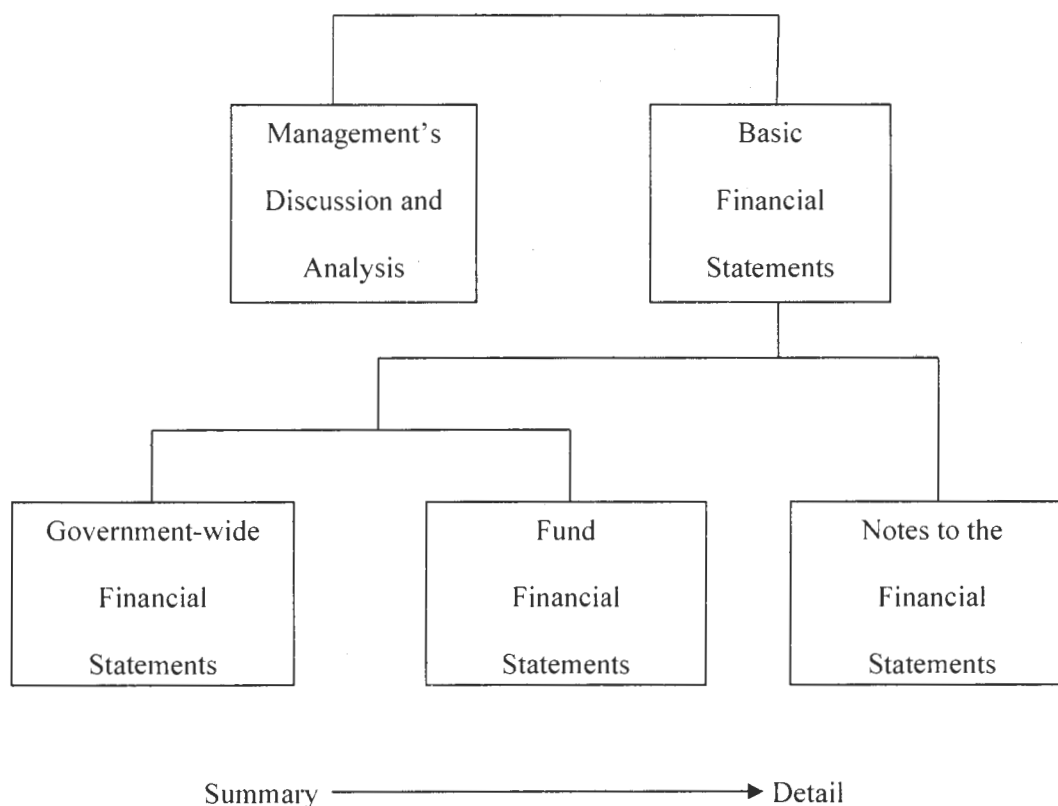 Management's
Discussion and
Analysis
Basic
Financial
Statements
Government-wide
Financial
Statements
Fund
Financial
Statements
Notes to the
Financial
Statements
Summary Detail